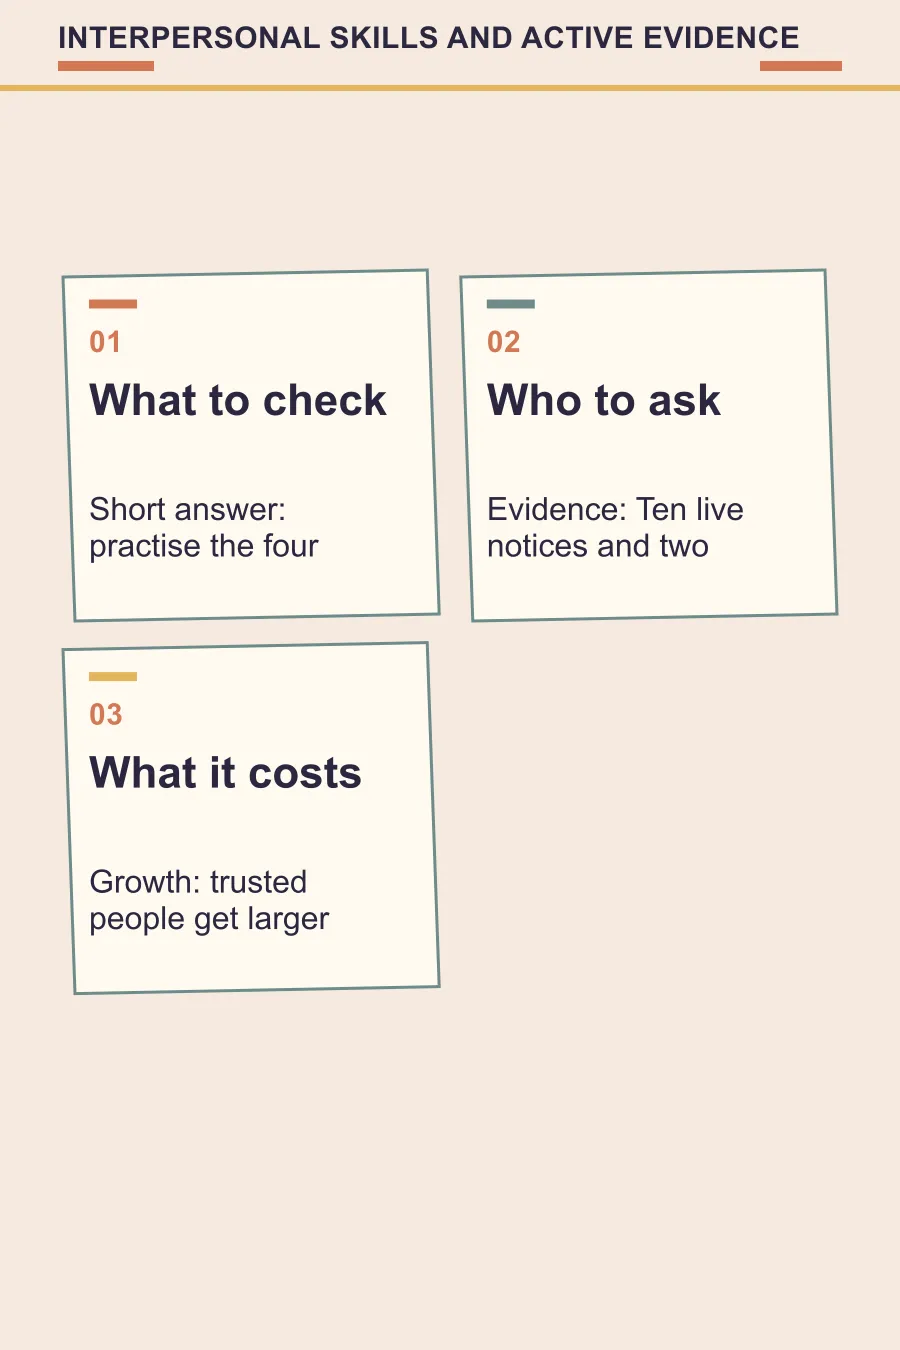 INTERPERSONAL SKILLS AND ACTIVE EVIDENCE
01
What to check
Short answer:
practise the four
02
Who to ask
Evidence: Ten live
notices and two
03
What it costs
Growth: trusted
people get larger